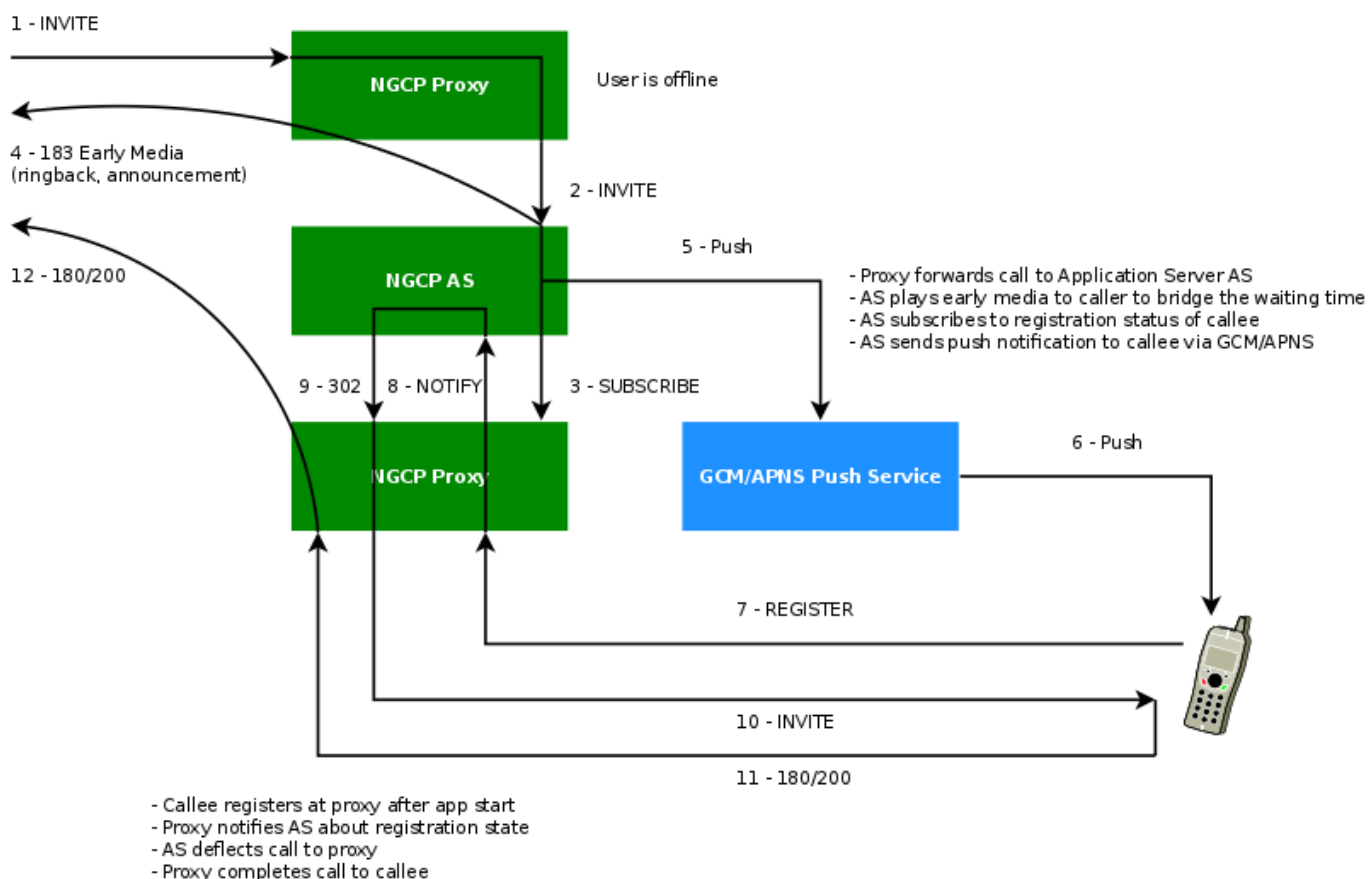 1 - INVITE
NGCP Proxy
User is offline
4 - 183 Early Media
(ringback, announcement)
2 - INVITE
5 - Push
12 - 180/200
NGCP AS
- Proxy forwards call to Application Server AS
- AS plays early media to caller to bridge the waiting time
- AS subscribes to registration status of callee
- AS sends push notification to callee via GCM/APNS
9 - 302
8 - NOTIFY
3 - SUBSCRIBE
6 - Push
NGCP Proxy
GCM/APNS Push Service
7 - REGISTER
10 - INVITE
11 - 180/200
- Callee registers at proxy after app start
- Proxy notifies AS about registration state
- AS deflects call to proxy
- Proxy completes call to callee